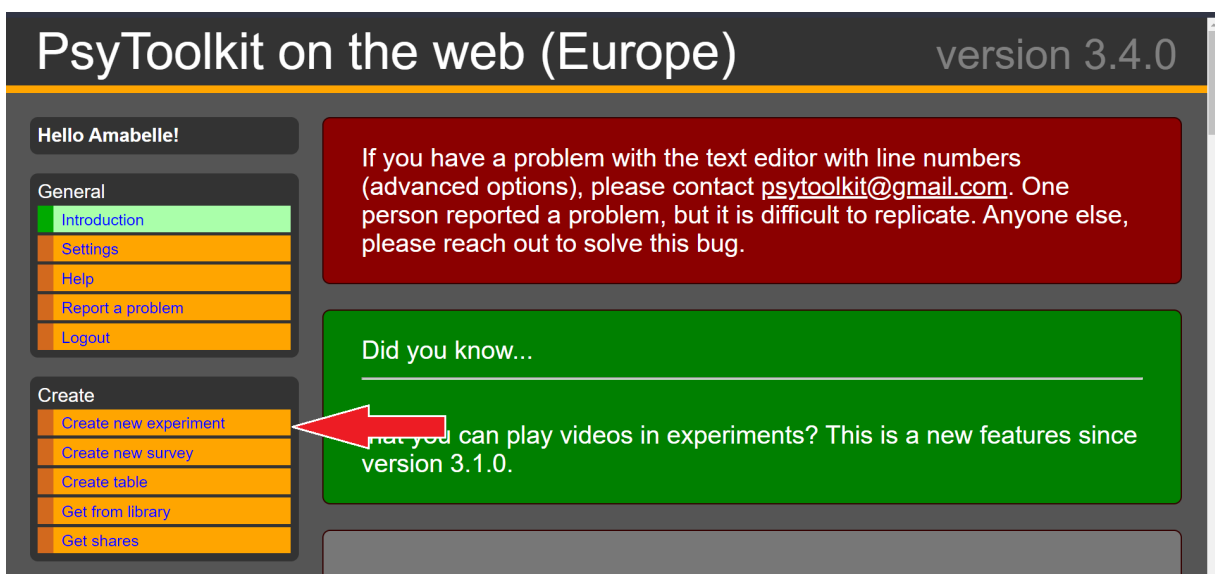 PsyToolkit on the web (Europe)
version 3.4.0
Hello Amabelle!
General
Introduction
Settings
Help
Report a problem
Logout
Create
Create new experiment
Create new survey
Create table
Get from library
Get shares
If you have a problem with the text editor with line numbers
(advanced options), please contact psytoolkit@gmail.com. One
person reported a problem, but it is difficult to replicate. Anyone else,
please reach out to solve this bug.
Did you know...
that you can play videos in experiments? This is a new features since
version 3.1.0.